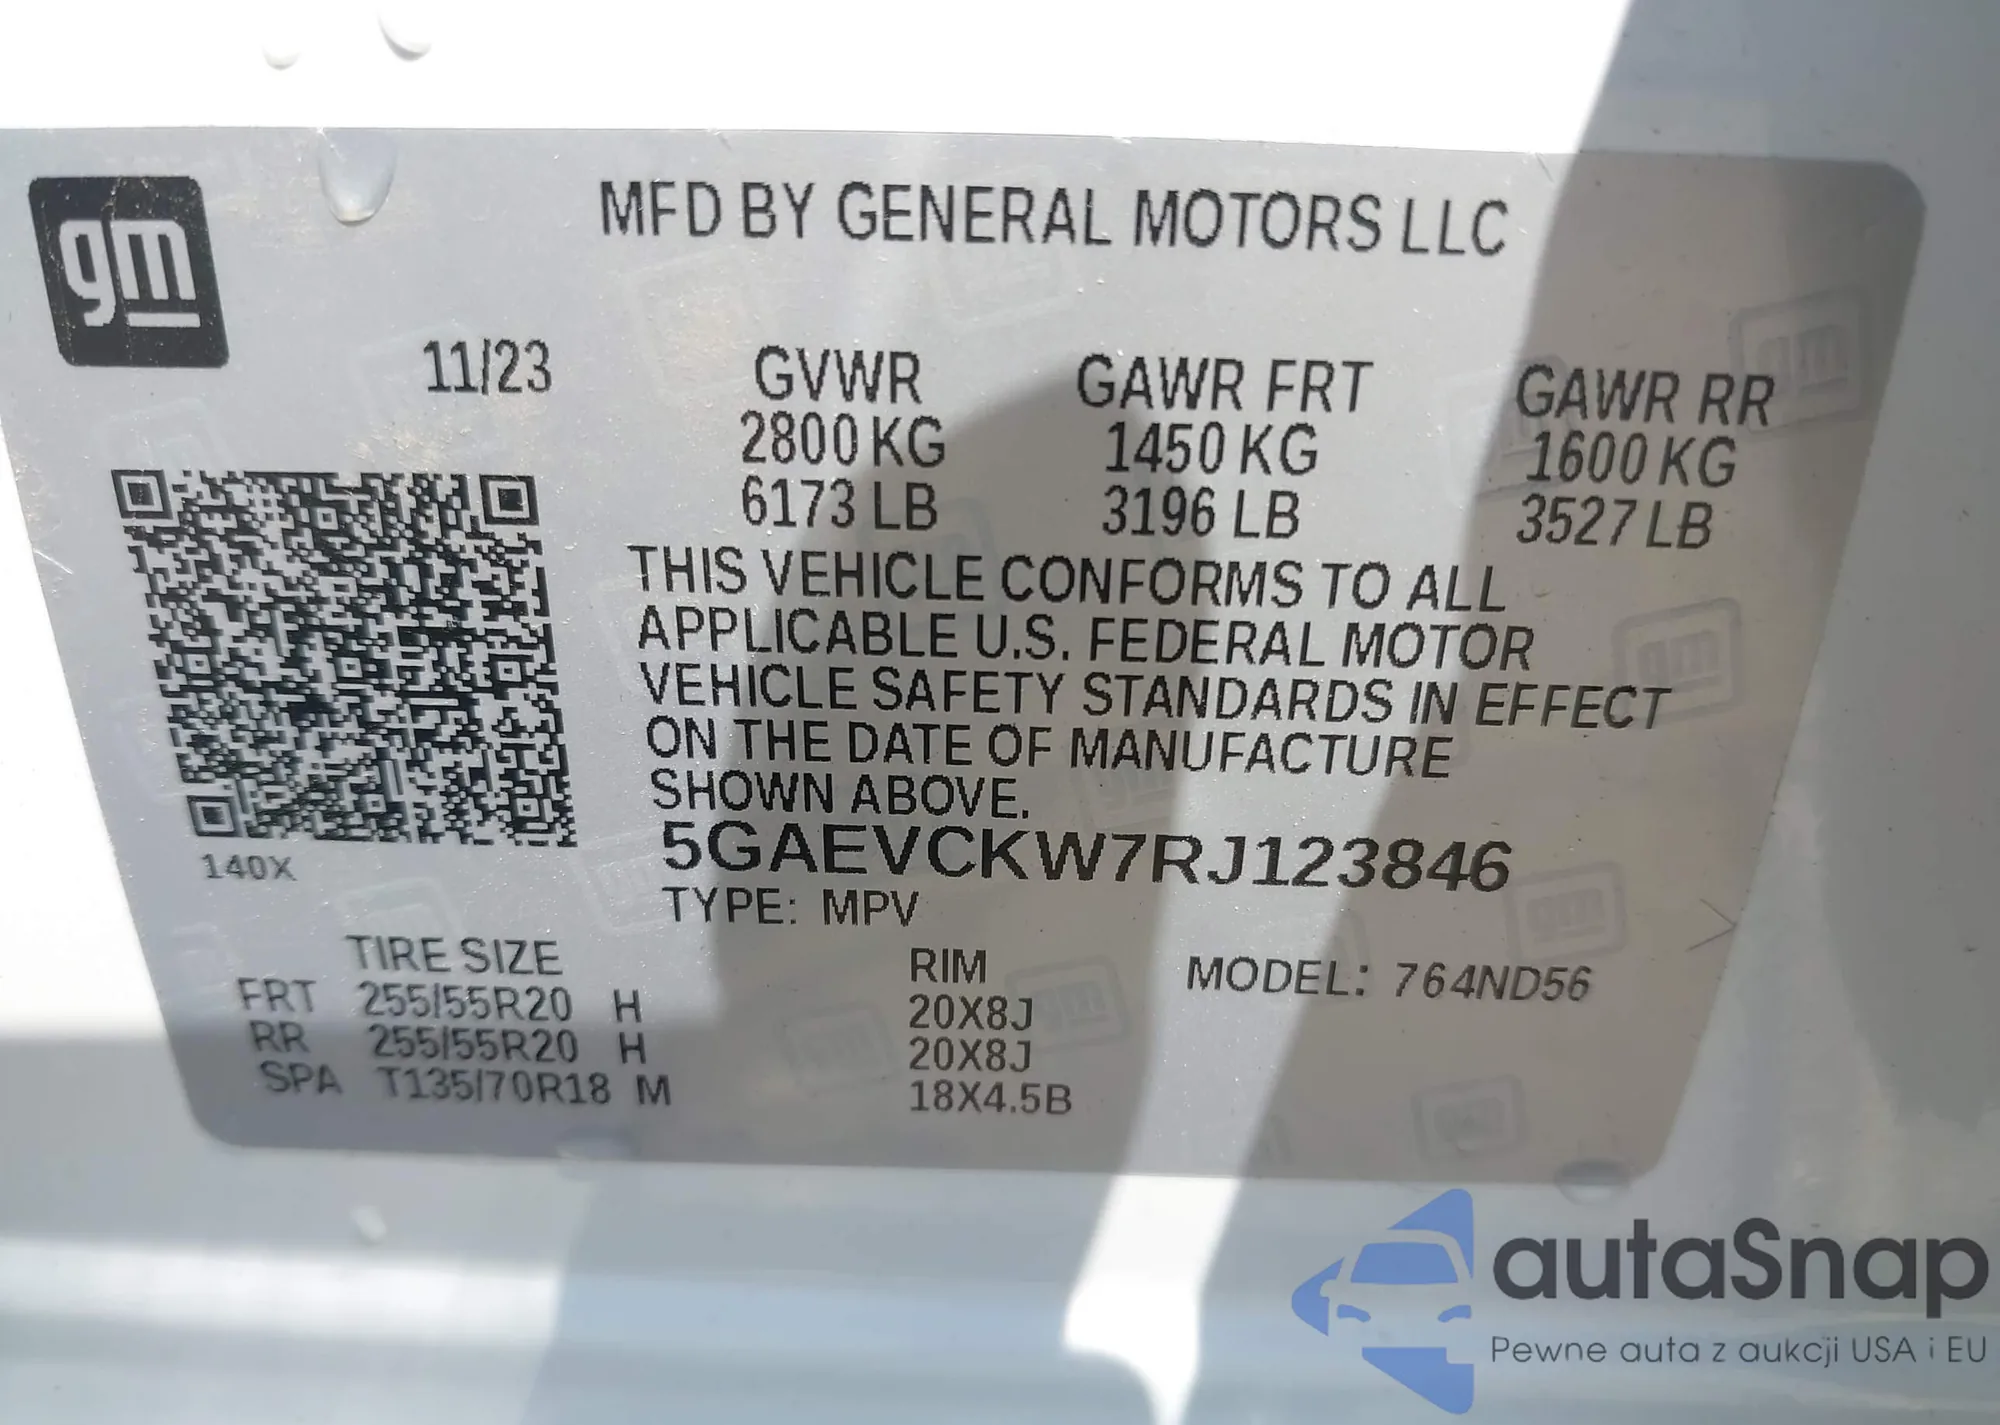 gm
MFD BY GENERAL MOTORS LLC
11/23 GVWR GAWR FRT GAWR RR
2800 KG 1450 KG 1600 KG
6173 LB 3196 LB 3527 LB
THIS VEHICLE CONFORMS TO ALL
APPLICABLE U.S. FEDERAL MOTOR
VEHICLE SAFETY STANDARDS IN EFFECT
ON THE DATE OF MANUFACTURE
SHOWN ABOVE.
5GAEVCKW7RJ123846
140X
TYPE: MPV
TIRE SIZE RIM MODEL: 764ND56
FRT 255/55R20 H 20X8J
RR 255/55R20 H 20X8J
SPA T135/70R18 M 18X4.5B
autaSnap
Pewne auta z aukcji USA i EU